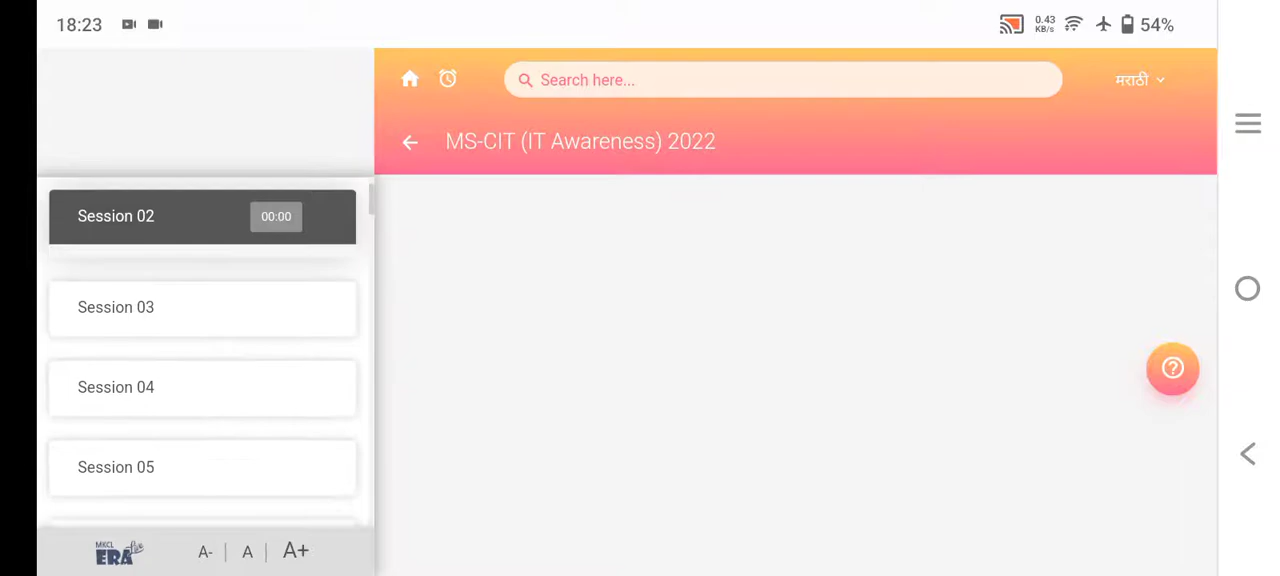 18:23
0.43
KB/s
54%
Search here...
मराठी
MS-CIT (IT Awareness) 2022
Session 02
00:00
Session 03
Session 04
Session 05
MKCL
ERA Live
A- | A | A+